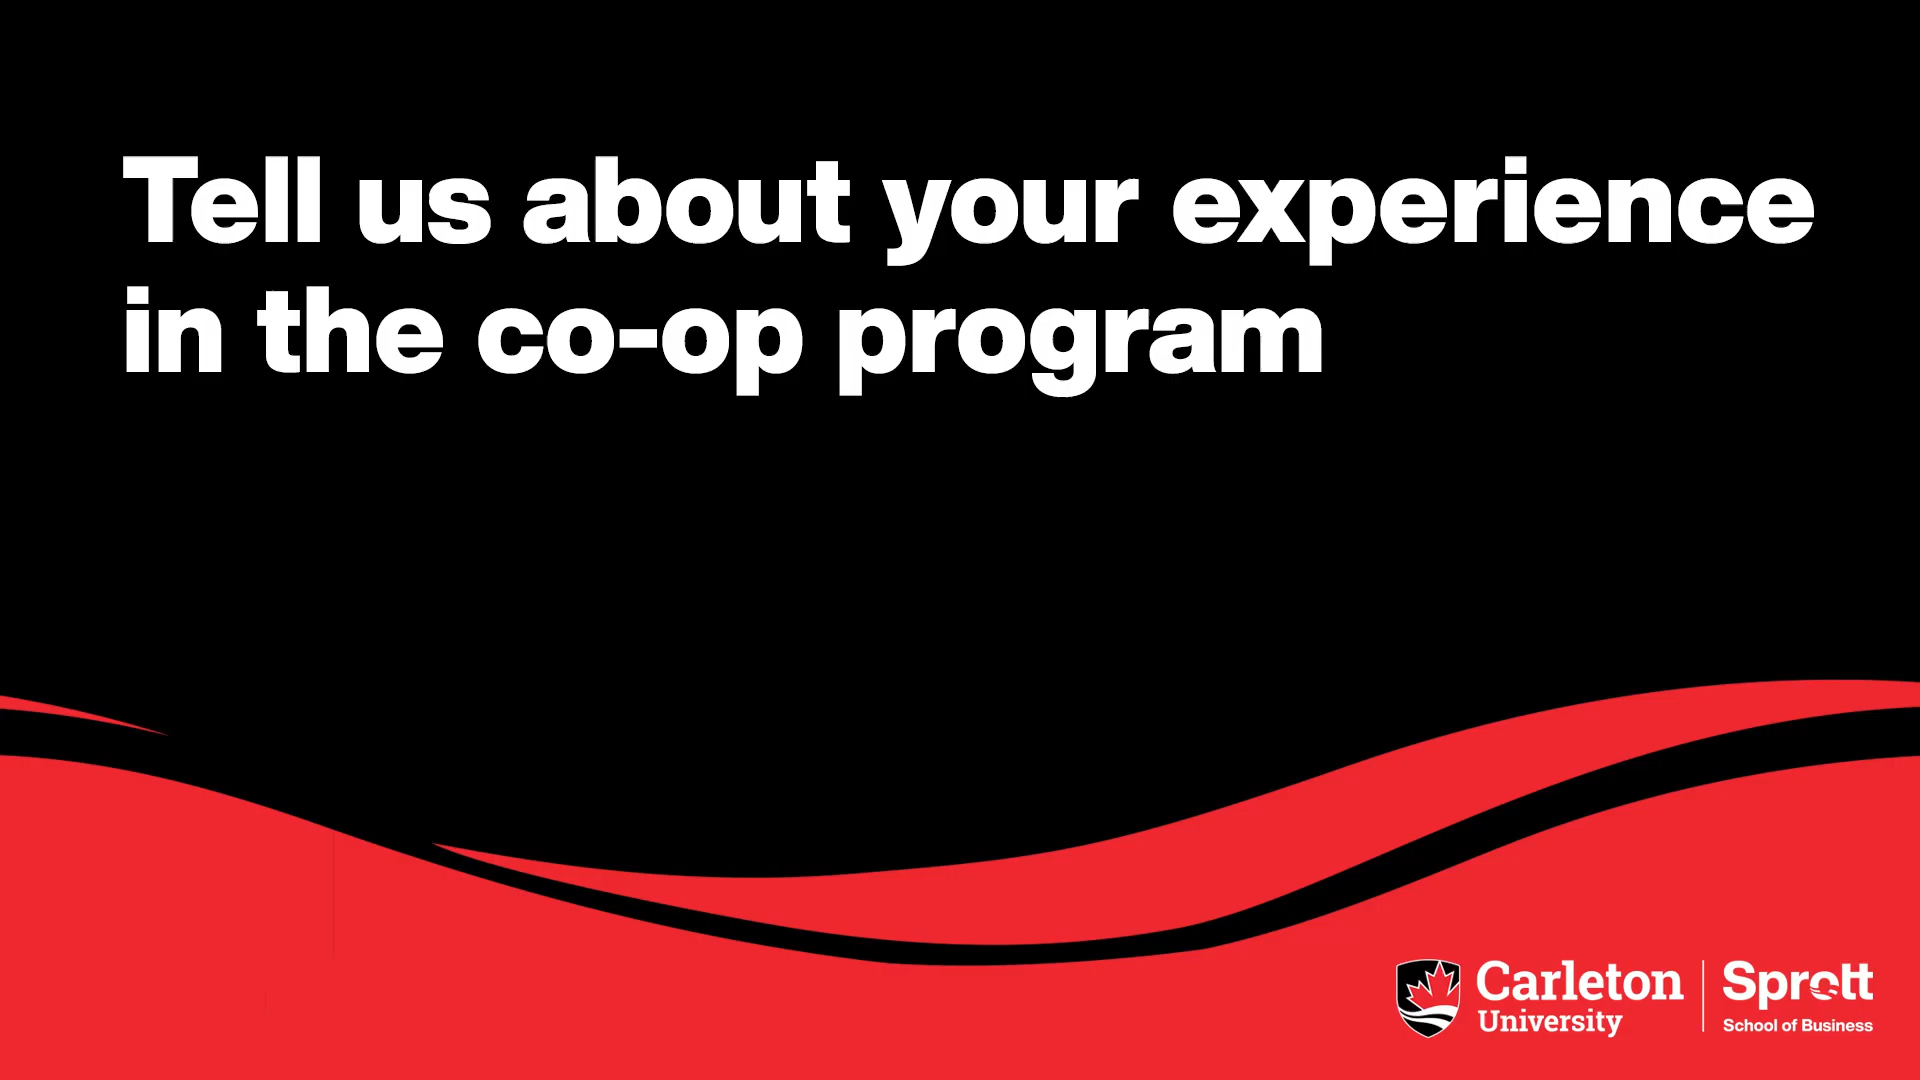 Tell us about your experience
in the co-op program
Carleton
University
Sprott
School of Business